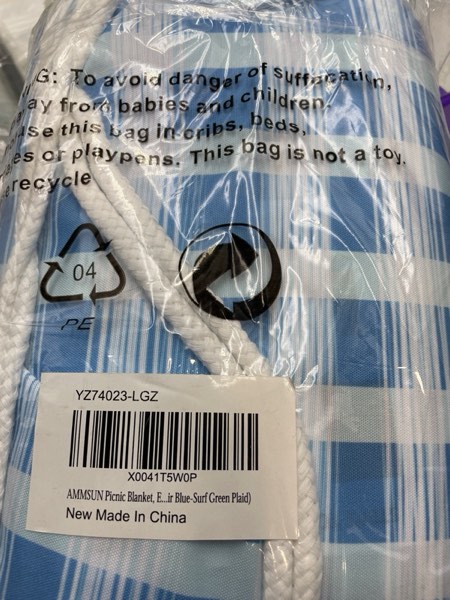 G: To avoid danger of suffocation,
ay from babies and children.
se this bag in cribs, beds,
es or playpens. This bag is not a toy.
recycle
04
PE
YZ74023-LGZ
X0041T5W0P
AMMSUN Picnic Blanket, E...ir Blue-Surf Green Plaid)
New Made In China